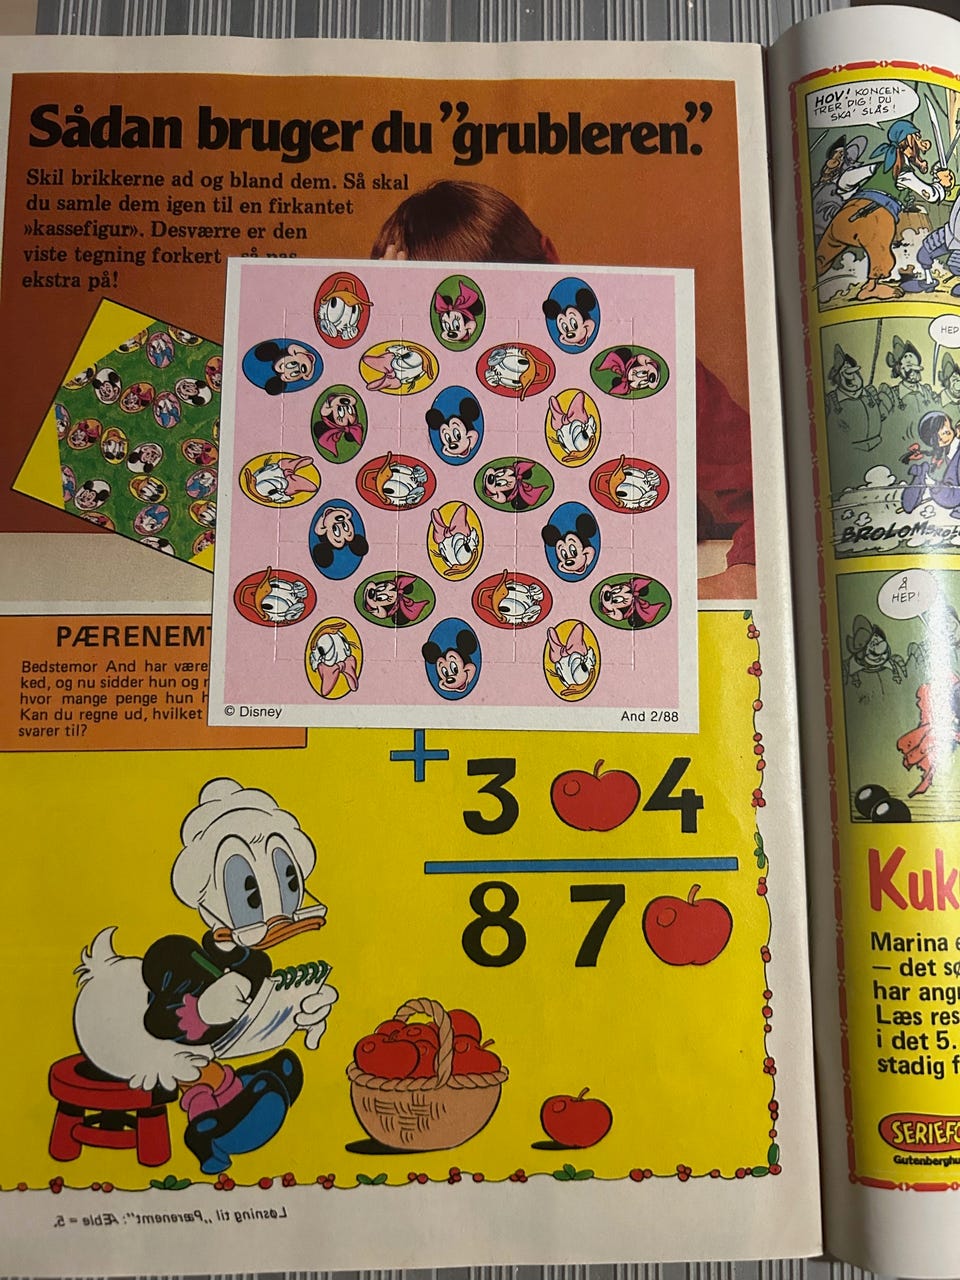 Sådan bruger du "grubleren."
Skil brikkerne ad og bland dem. Så skal
du samle dem igen til en firkantet
»kassefigur«. Desværre er den
viste tegning forkert
ekstra på!
© Disney
And 2/88
PÆRENEMT
Bedstemor And har være
ked, og nu sidder hun og
hvor mange penge hun h
Kan du regne ud, hvilket
svarer til?
+
3 4
8 7
Løsning til „Pærenemt": Æble = 5.
HOV! KONCEN-
TRER DIG! DU
SKA' SLÅS!
HEP
BROLOM
Å
HEP!
Kuk
Marina e
– det sø
har angr
Læs res
i det 5.
stadig f
SERIEFO
Gutenberghu